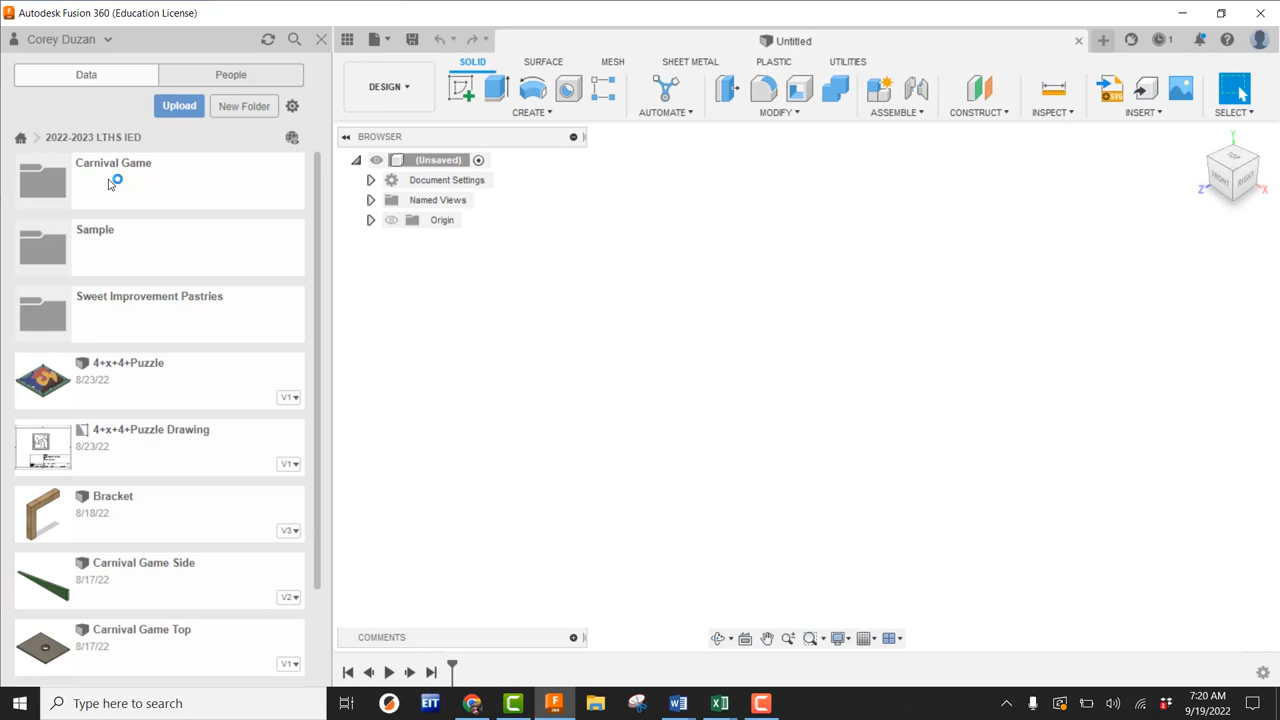 Autodesk Fusion 360 (Education License)
Corey Duzan
Untitled
Data
People
Upload
New Folder
2022-2023 LTHS IED
Carnival Game
Sample
Sweet Improvement Pastries
4+x+4+Puzzle
8/23/22
V1
4+x+4+Puzzle Drawing
8/23/22
V1
Bracket
8/18/22
V3
Carnival Game Side
8/17/22
V2
Carnival Game Top
8/17/22
V1
1
SOLID
SURFACE
MESH
SHEET METAL
PLASTIC
UTILITIES
DESIGN
CREATE
AUTOMATE
MODIFY
ASSEMBLE
CONSTRUCT
INSPECT
INSERT
SELECT
BROWSER
(Unsaved)
Document Settings
Named Views
Origin
Y
TOP
FRONT
RIGHT
Z
X
COMMENTS
Type here to search
EIT
7:20 AM
9/19/2022